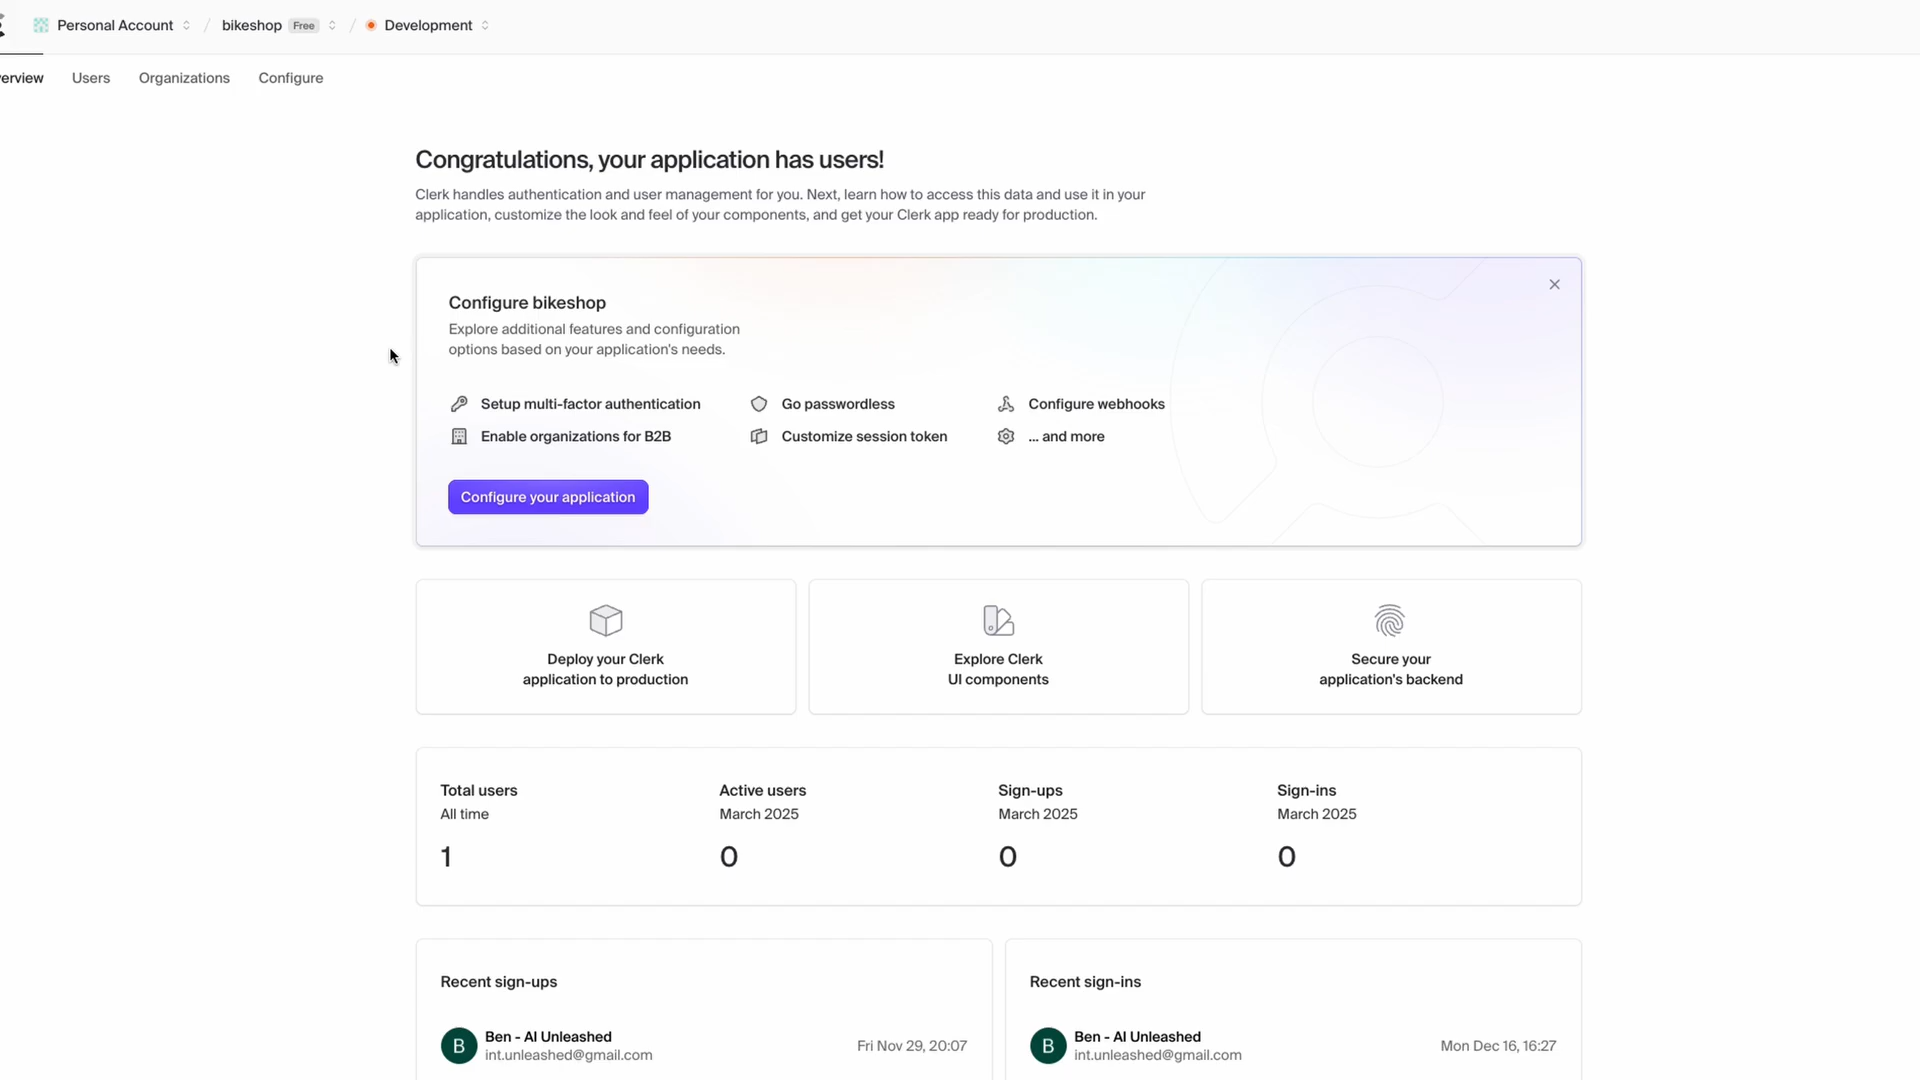 Personal Account / bikeshop Free / Development
Users Organizations Configure
Congratulations, your application has users!
Clerk handles authentication and user management for you. Next, learn how to access this data and use it in your
application, customize the look and feel of your components, and get your Clerk app ready for production.
Configure bikeshop
Explore additional features and configuration
options based on your application's needs.
Setup multi-factor authentication Go passwordless Configure webhooks
Enable organizations for B2B Customize session token ... and more
Configure your application
Deploy your Clerk
application to production
Explore Clerk
UI components
Secure your
application's backend
Total users Active users Sign-ups Sign-ins
All time March 2025 March 2025 March 2025
1 0 0 0
Recent sign-ups
B Ben - AI Unleashed
int.unleashed@gmail.com
Fri Nov 29, 20:07
Recent sign-ins
B Ben - AI Unleashed
int.unleashed@gmail.com
Mon Dec 16, 16:27